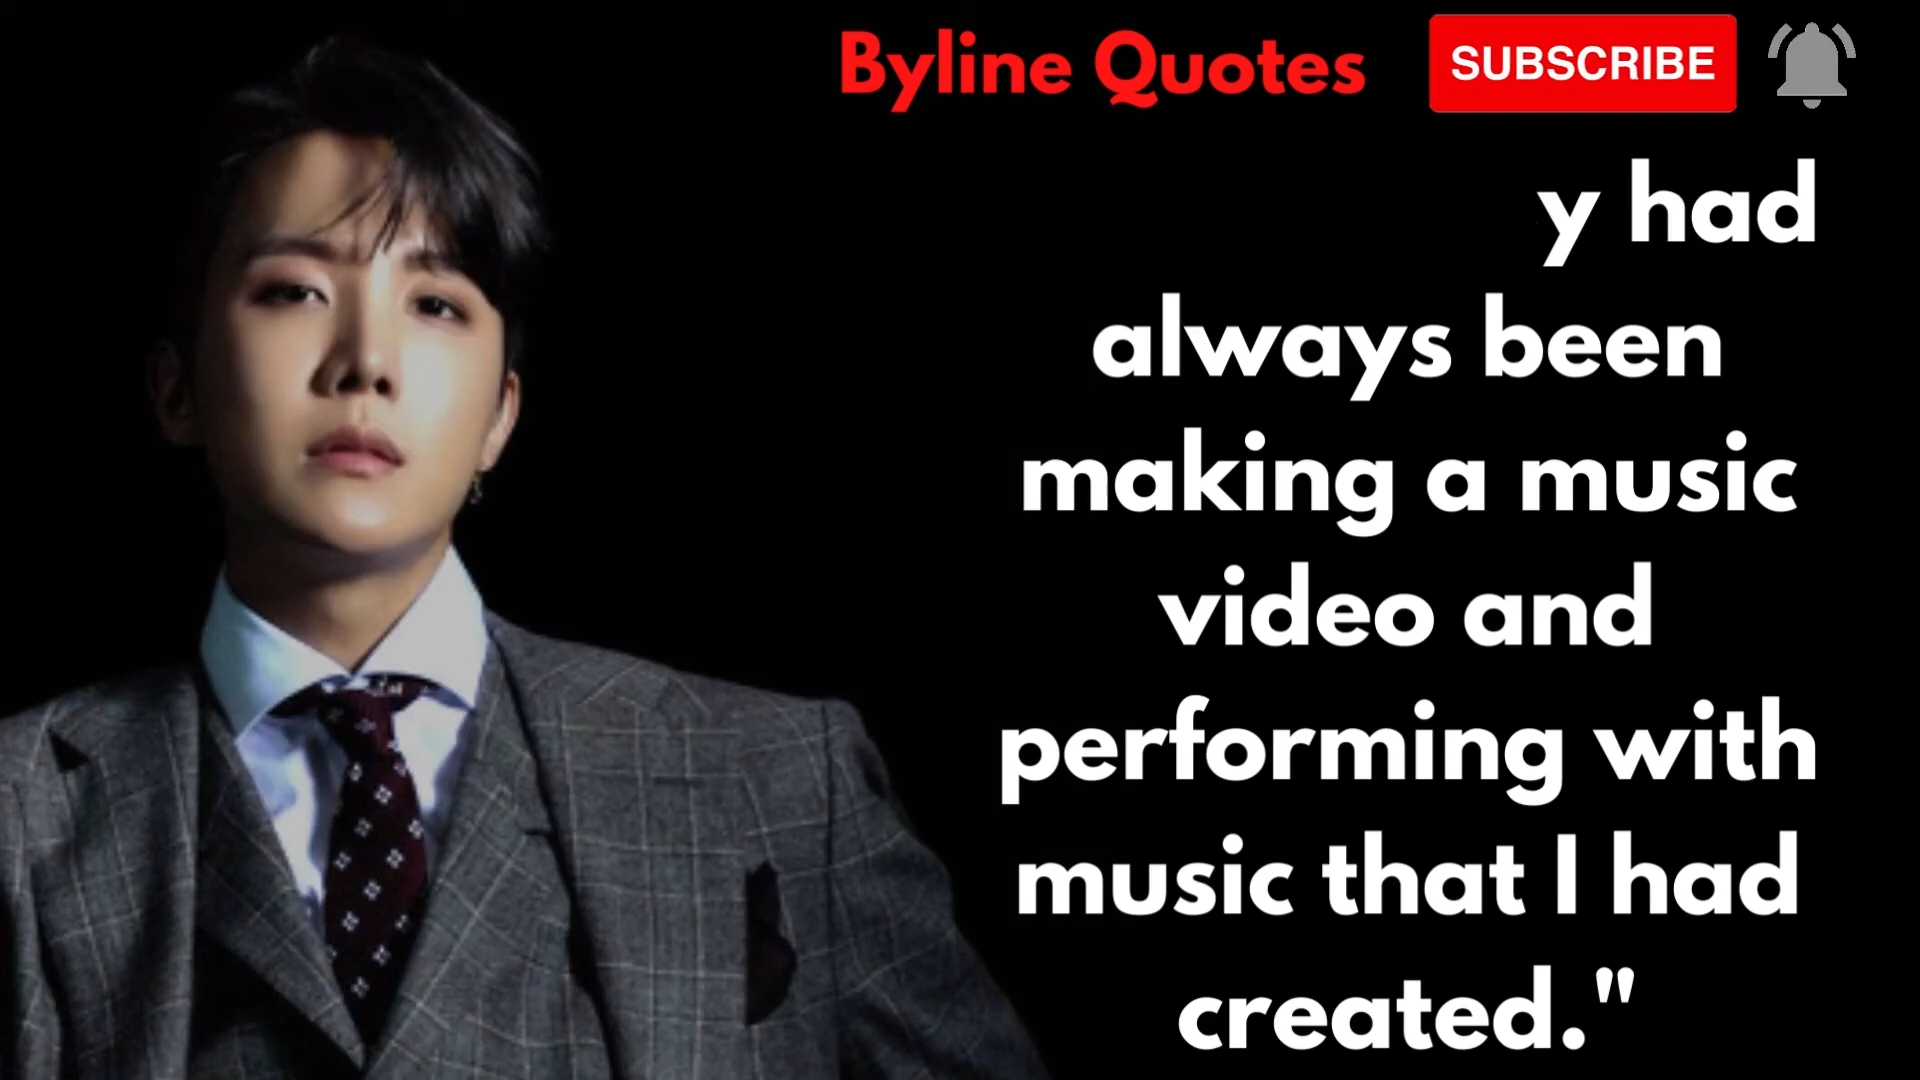 Byline Quotes
SUBSCRIBE
y had
always been
making a music
video and
performing with
music that I had
created."